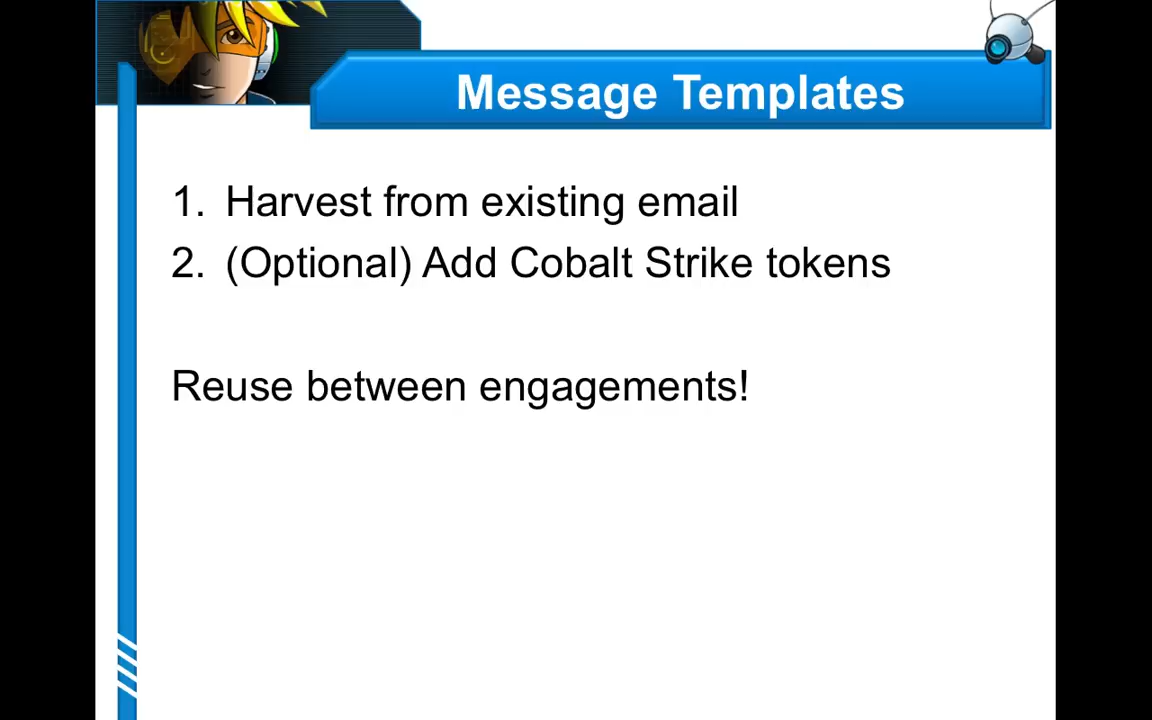 Message Templates
1. Harvest from existing email
2. (Optional) Add Cobalt Strike tokens
Reuse between engagements!